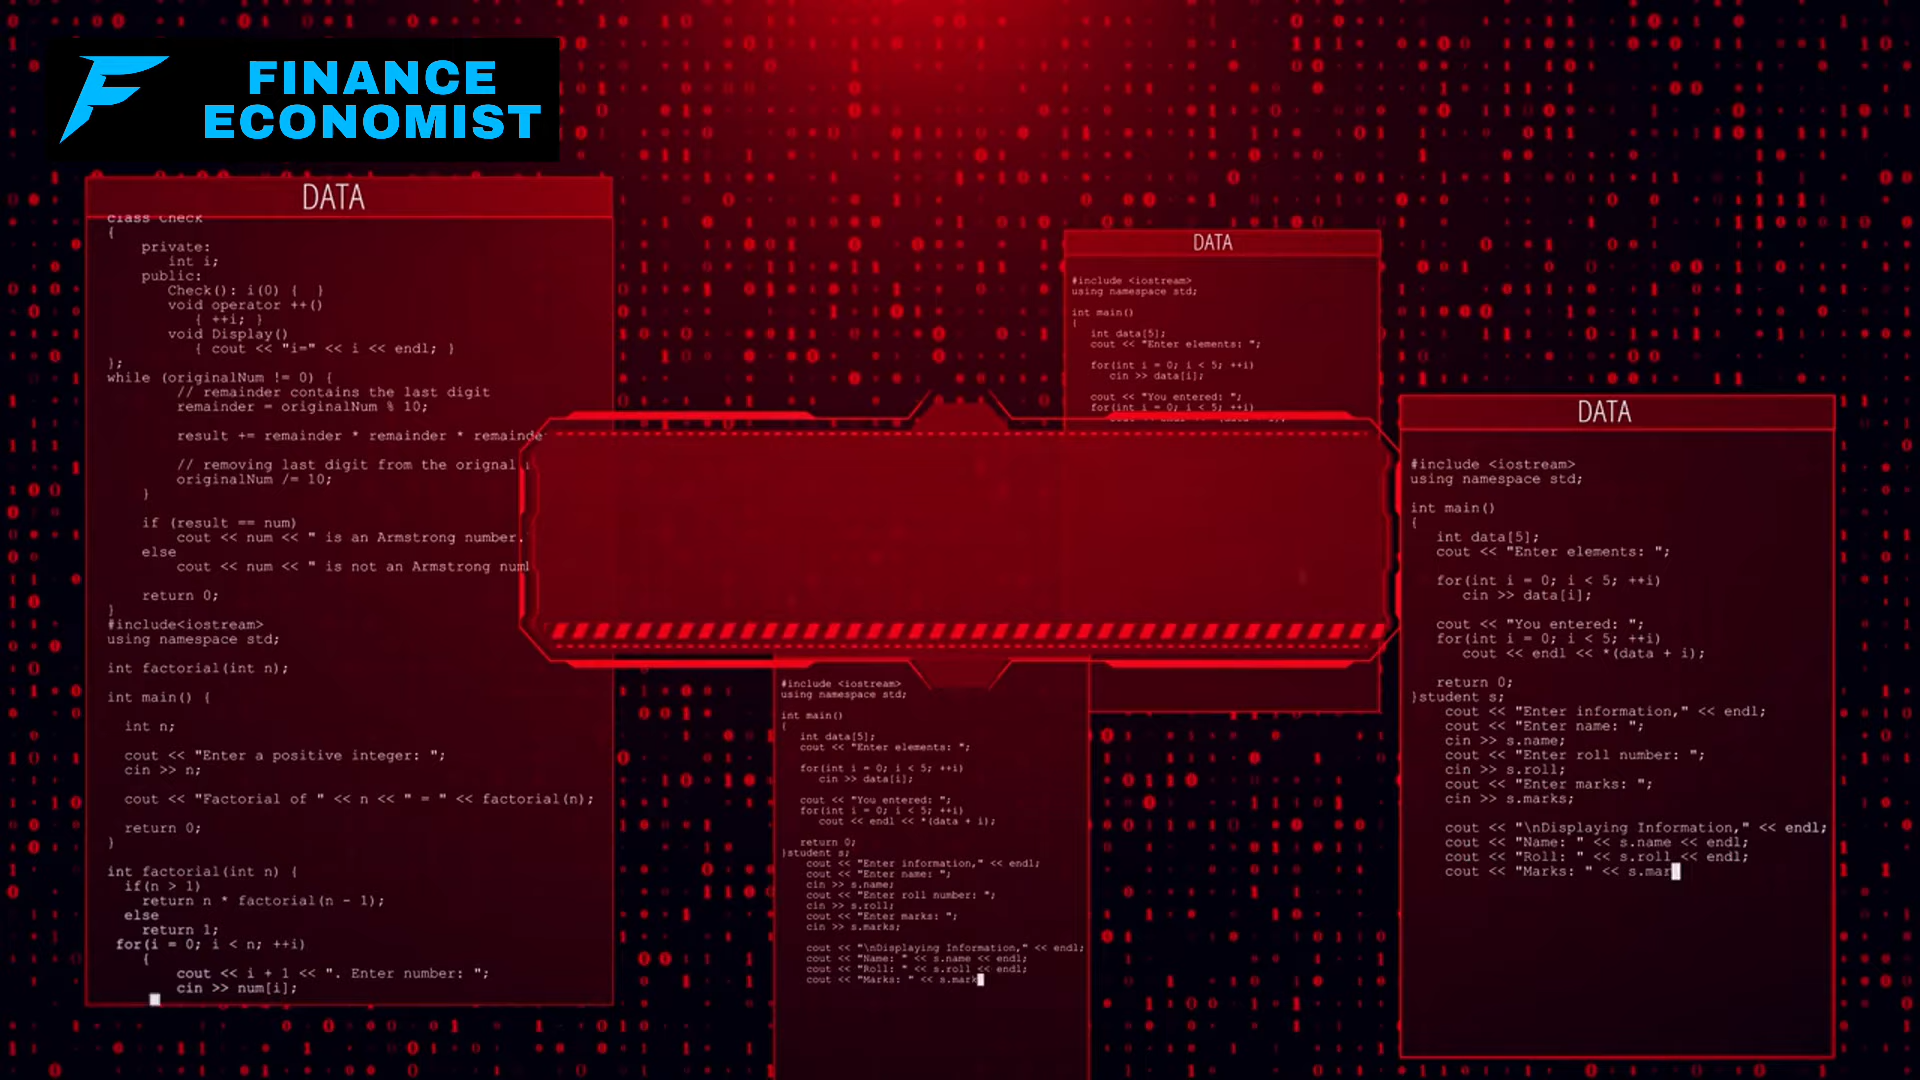 FINANCE
ECONOMIST
DATA
class Check
{
private:
int i;
public:
Check(): i(0) { }
void operator ++()
{ ++i; }
void Display()
{ cout << "i=" << i << endl; }
};
while (originalNum != 0) {
// remainder contains the last digit
remainder = originalNum % 10;
result += remainder * remainder * remainde
// removing last digit from the orignal
originalNum /= 10;
}
if (result == num)
cout << num << " is an Armstrong number.
else
cout << num << " is not an Armstrong num
return 0;
}
#include<iostream>
using namespace std;
int factorial(int n);
int main() {
int n;
cout << "Enter a positive integer: ";
cin >> n;
cout << "Factorial of " << n << " = " << factorial(n);
return 0;
}
int factorial(int n) {
if(n > 1)
return n * factorial(n - 1);
else
return 1;
for(i = 0; i < n; ++i)
{
cout << i + 1 << ". Enter number: ";
cin >> num[i];
DATA
#include <iostream>
using namespace std;
int main()
{
int data[5];
cout << "Enter elements: ";
for(int i = 0; i < 5; ++i)
cin >> data[i];
cout << "You entered: ";
for(int i = 0; i < 5; ++i)
#include <iostream>
using namespace std;
int main()
{
int data[5];
cout << "Enter elements: ";
for(int i = 0; i < 5; ++i)
cin >> data[i];
cout << "You entered: ";
for(int i = 0; i < 5; ++i)
cout << endl << *(data + i);
return 0;
}student s;
cout << "Enter information," << endl;
cout << "Enter name: ";
cin >> s.name;
cout << "Enter roll number: ";
cin >> s.roll;
cout << "Enter marks: ";
cin >> s.marks;
cout << "\nDisplaying Information," << endl;
cout << "Name: " << s.name << endl;
cout << "Roll: " << s.roll << endl;
cout << "Marks: " << s.mark
DATA
#include <iostream>
using namespace std;
int main()
{
int data[5];
cout << "Enter elements: ";
for(int i = 0; i < 5; ++i)
cin >> data[i];
cout << "You entered: ";
for(int i = 0; i < 5; ++i)
cout << endl << *(data + i);
return 0;
}student s;
cout << "Enter information," << endl;
cout << "Enter name: ";
cin >> s.name;
cout << "Enter roll number: ";
cin >> s.roll;
cout << "Enter marks: ";
cin >> s.marks;
cout << "\nDisplaying Information," << endl;
cout << "Name: " << s.name << endl;
cout << "Roll: " << s.roll << endl;
cout << "Marks: " << s.mar